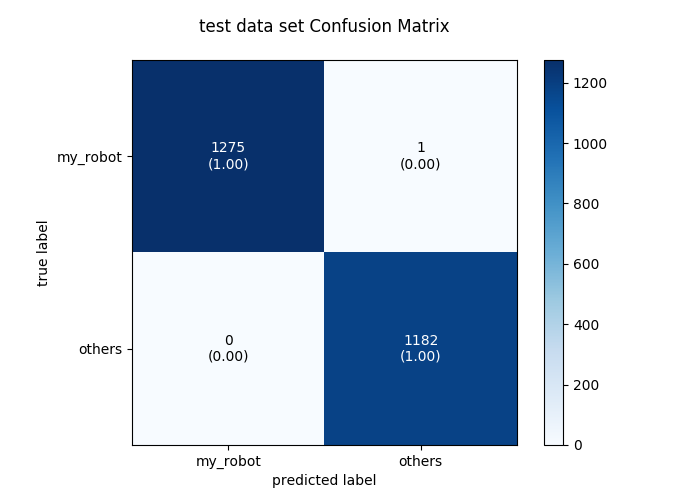 test data set Confusion Matrix
my_robot
1275
(1.00)
1
(0.00)
others
0
(0.00)
1182
(1.00)
true label
my_robot
others
predicted label
1200
1000
800
600
400
200
0